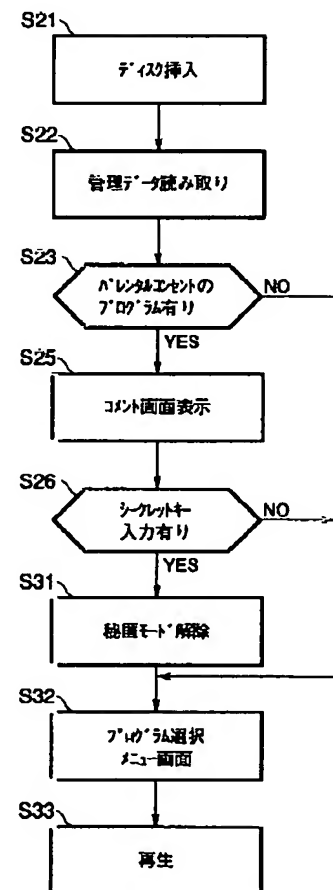 S21
ディスク挿入
S22
管理データ読み取り
S23
パレンタルコンセントの
プログラム有り
NO
YES
S25
コメント画面表示
S26
シークレットキー
入力有り
NO
YES
S31
秘匿モード解除
S32
プログラム選択
メニュー画面
S33
再生